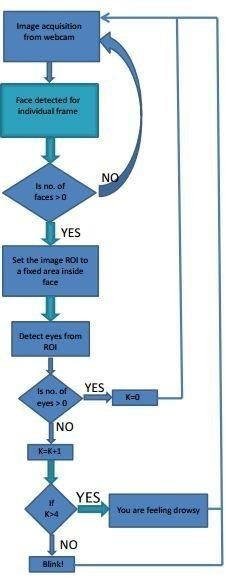 Image acquisition
from webcam
Face detected for
individual frame
Is no. of
faces > 0
NO
YES
Set the image ROI to
a fixed area inside
face
Detect eyes from
ROI
Is no. of
eyes > 0
YES
K=0
NO
K=K+1
If
K>4
YES
You are feeling drowsy
NO
Blink!